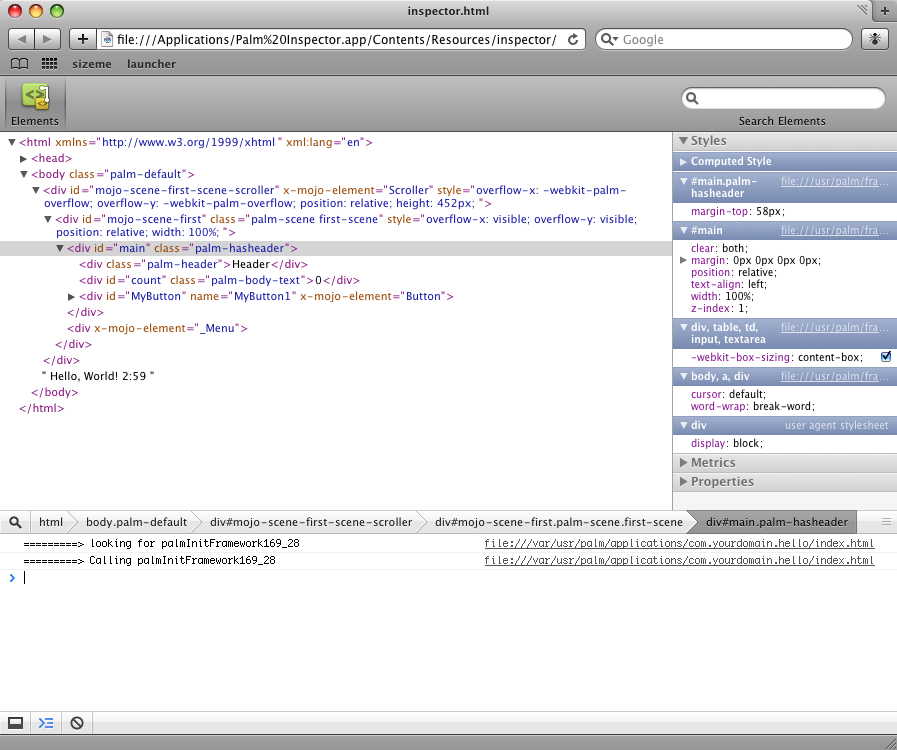 inspector.html
file:///Applications/Palm%20Inspector.app/Contents/Resources/inspector/
Google
sizeme launcher
Elements
Search Elements
<html xmlns="http://www.w3.org/1999/xhtml" xml:lang="en">
<head>
<body class="palm-default">
<div id="mojo-scene-first-scene-scroller" x-mojo-element="Scroller" style="overflow-x: -webkit-palm-
overflow; overflow-y: -webkit-palm-overflow; position: relative; height: 452px; ">
<div id="mojo-scene-first" class="palm-scene first-scene" style="overflow-x: visible; overflow-y: visible;
position: relative; width: 100%; ">
<div id="main" class="palm-hasheader">
<div class="palm-header">Header</div>
<div id="count" class="palm-body-text">0</div>
<div id="MyButton" name="MyButton1" x-mojo-element="Button">
</div>
<div x-mojo-element="_Menu">
</div>
</div>
" Hello, World! 2:59 "
</body>
</html>
Styles
Computed Style
#main.palm-
hasheader
file:///usr/palm/fra...
margin-top: 58px;
#main file:///usr/palm/fra...
clear: both;
margin: 0px 0px 0px 0px;
position: relative;
text-align: left;
width: 100%;
z-index: 1;
div, table, td,
input, textarea
file:///usr/palm/fra...
-webkit-box-sizing: content-box;
body, a, div file:///usr/palm/fra...
cursor: default;
word-wrap: break-word;
div user agent stylesheet
display: block;
Metrics
Properties
html body.palm-default div#mojo-scene-first-scene-scroller div#mojo-scene-first.palm-scene.first-scene div#main.palm-hasheader
=========> looking for palmInitFramework169_28 file:///var/usr/palm/applications/com.yourdomain.hello/index.html
=========> Calling palmInitFramework169_28 file:///var/usr/palm/applications/com.yourdomain.hello/index.html